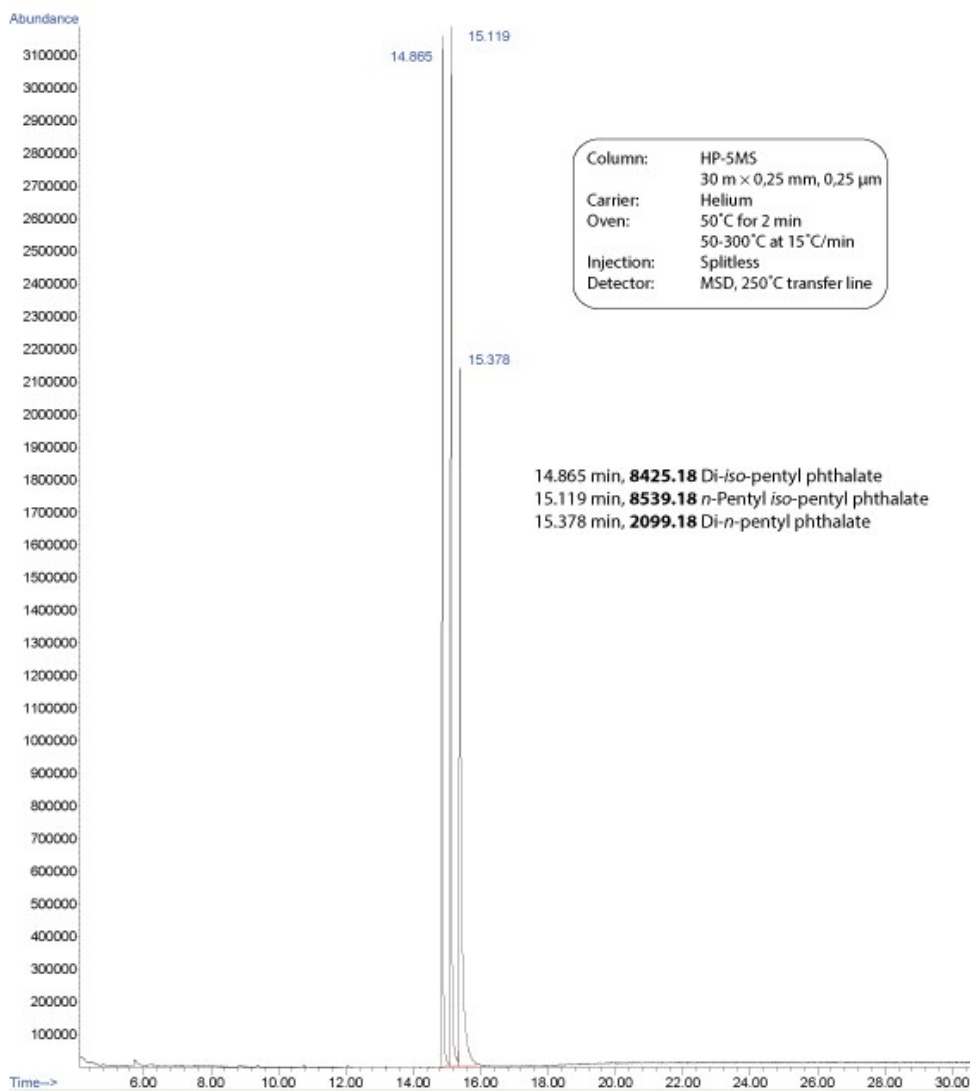 Abundance
15.119
14.865
3100000
3000000
2900000
2800000
2700000
2600000
2500000
2400000
2300000
2200000
2100000
2000000
1900000
1800000
1700000
1600000
1500000
1400000
1300000
1200000
1100000
1000000
900000
800000
700000
600000
500000
400000
300000
200000
100000
Column: HP-5MS
30 m × 0,25 mm, 0,25 µm
Carrier: Helium
Oven: 50˚C for 2 min
50-300˚C at 15˚C/min
Injection: Splitless
Detector: MSD, 250˚C transfer line
15.378
14.865 min, 8425.18 Di-iso-pentyl phthalate
15.119 min, 8539.18 n-Pentyl iso-pentyl phthalate
15.378 min, 2099.18 Di-n-pentyl phthalate
Time--> 6.00 8.00 10.00 12.00 14.00 16.00 18.00 20.00 22.00 24.00 26.00 28.00 30.00